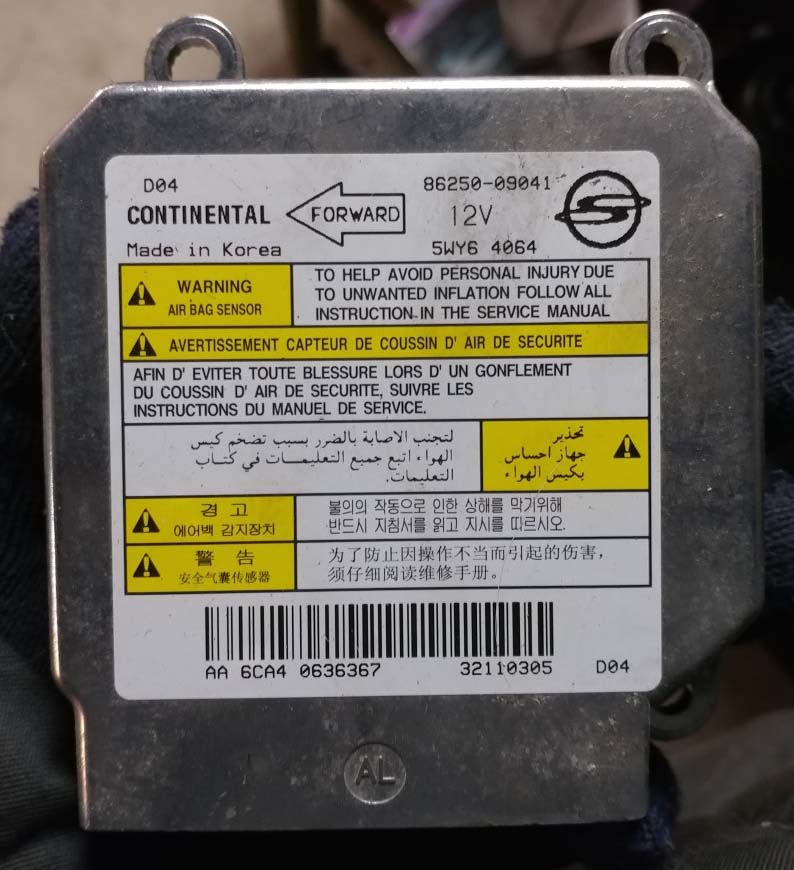 D04
86250-09041
CONTINENTAL
FORWARD
12V
Made in Korea
5WY6 4064
WARNING
AIR BAG SENSOR
TO HELP AVOID PERSONAL INJURY DUE
TO UNWANTED INFLATION FOLLOW ALL
INSTRUCTION IN THE SERVICE MANUAL
AVERTISSEMENT CAPTEUR DE COUSSIN D' AIR DE SECURITE
AFIN D' EVITER TOUTE BLESSURE LORS D' UN GONFLEMENT
DU COUSSIN D' AIR DE SECURITE, SUIVRE LES
INSTRUCTIONS DU MANUEL DE SERVICE.
تحذير
جهاز احساس
بكيس الهواء
لتجنب الاصابة بالضرر بسبب تضخم كيس
الهواء اتبع جميع التعليمات في كتاب
التعليمات.
경 고
에어백 감지장치
불의의 작동으로 인한 상해를 막기위해
반드시 지침서를 읽고 지시를 따르시오.
警 告
安全气囊传感器
为了防止因操作不当而引起的伤害，
须仔细阅读维修手册。
AA 6CA4 0636367
32110305
D04
AL